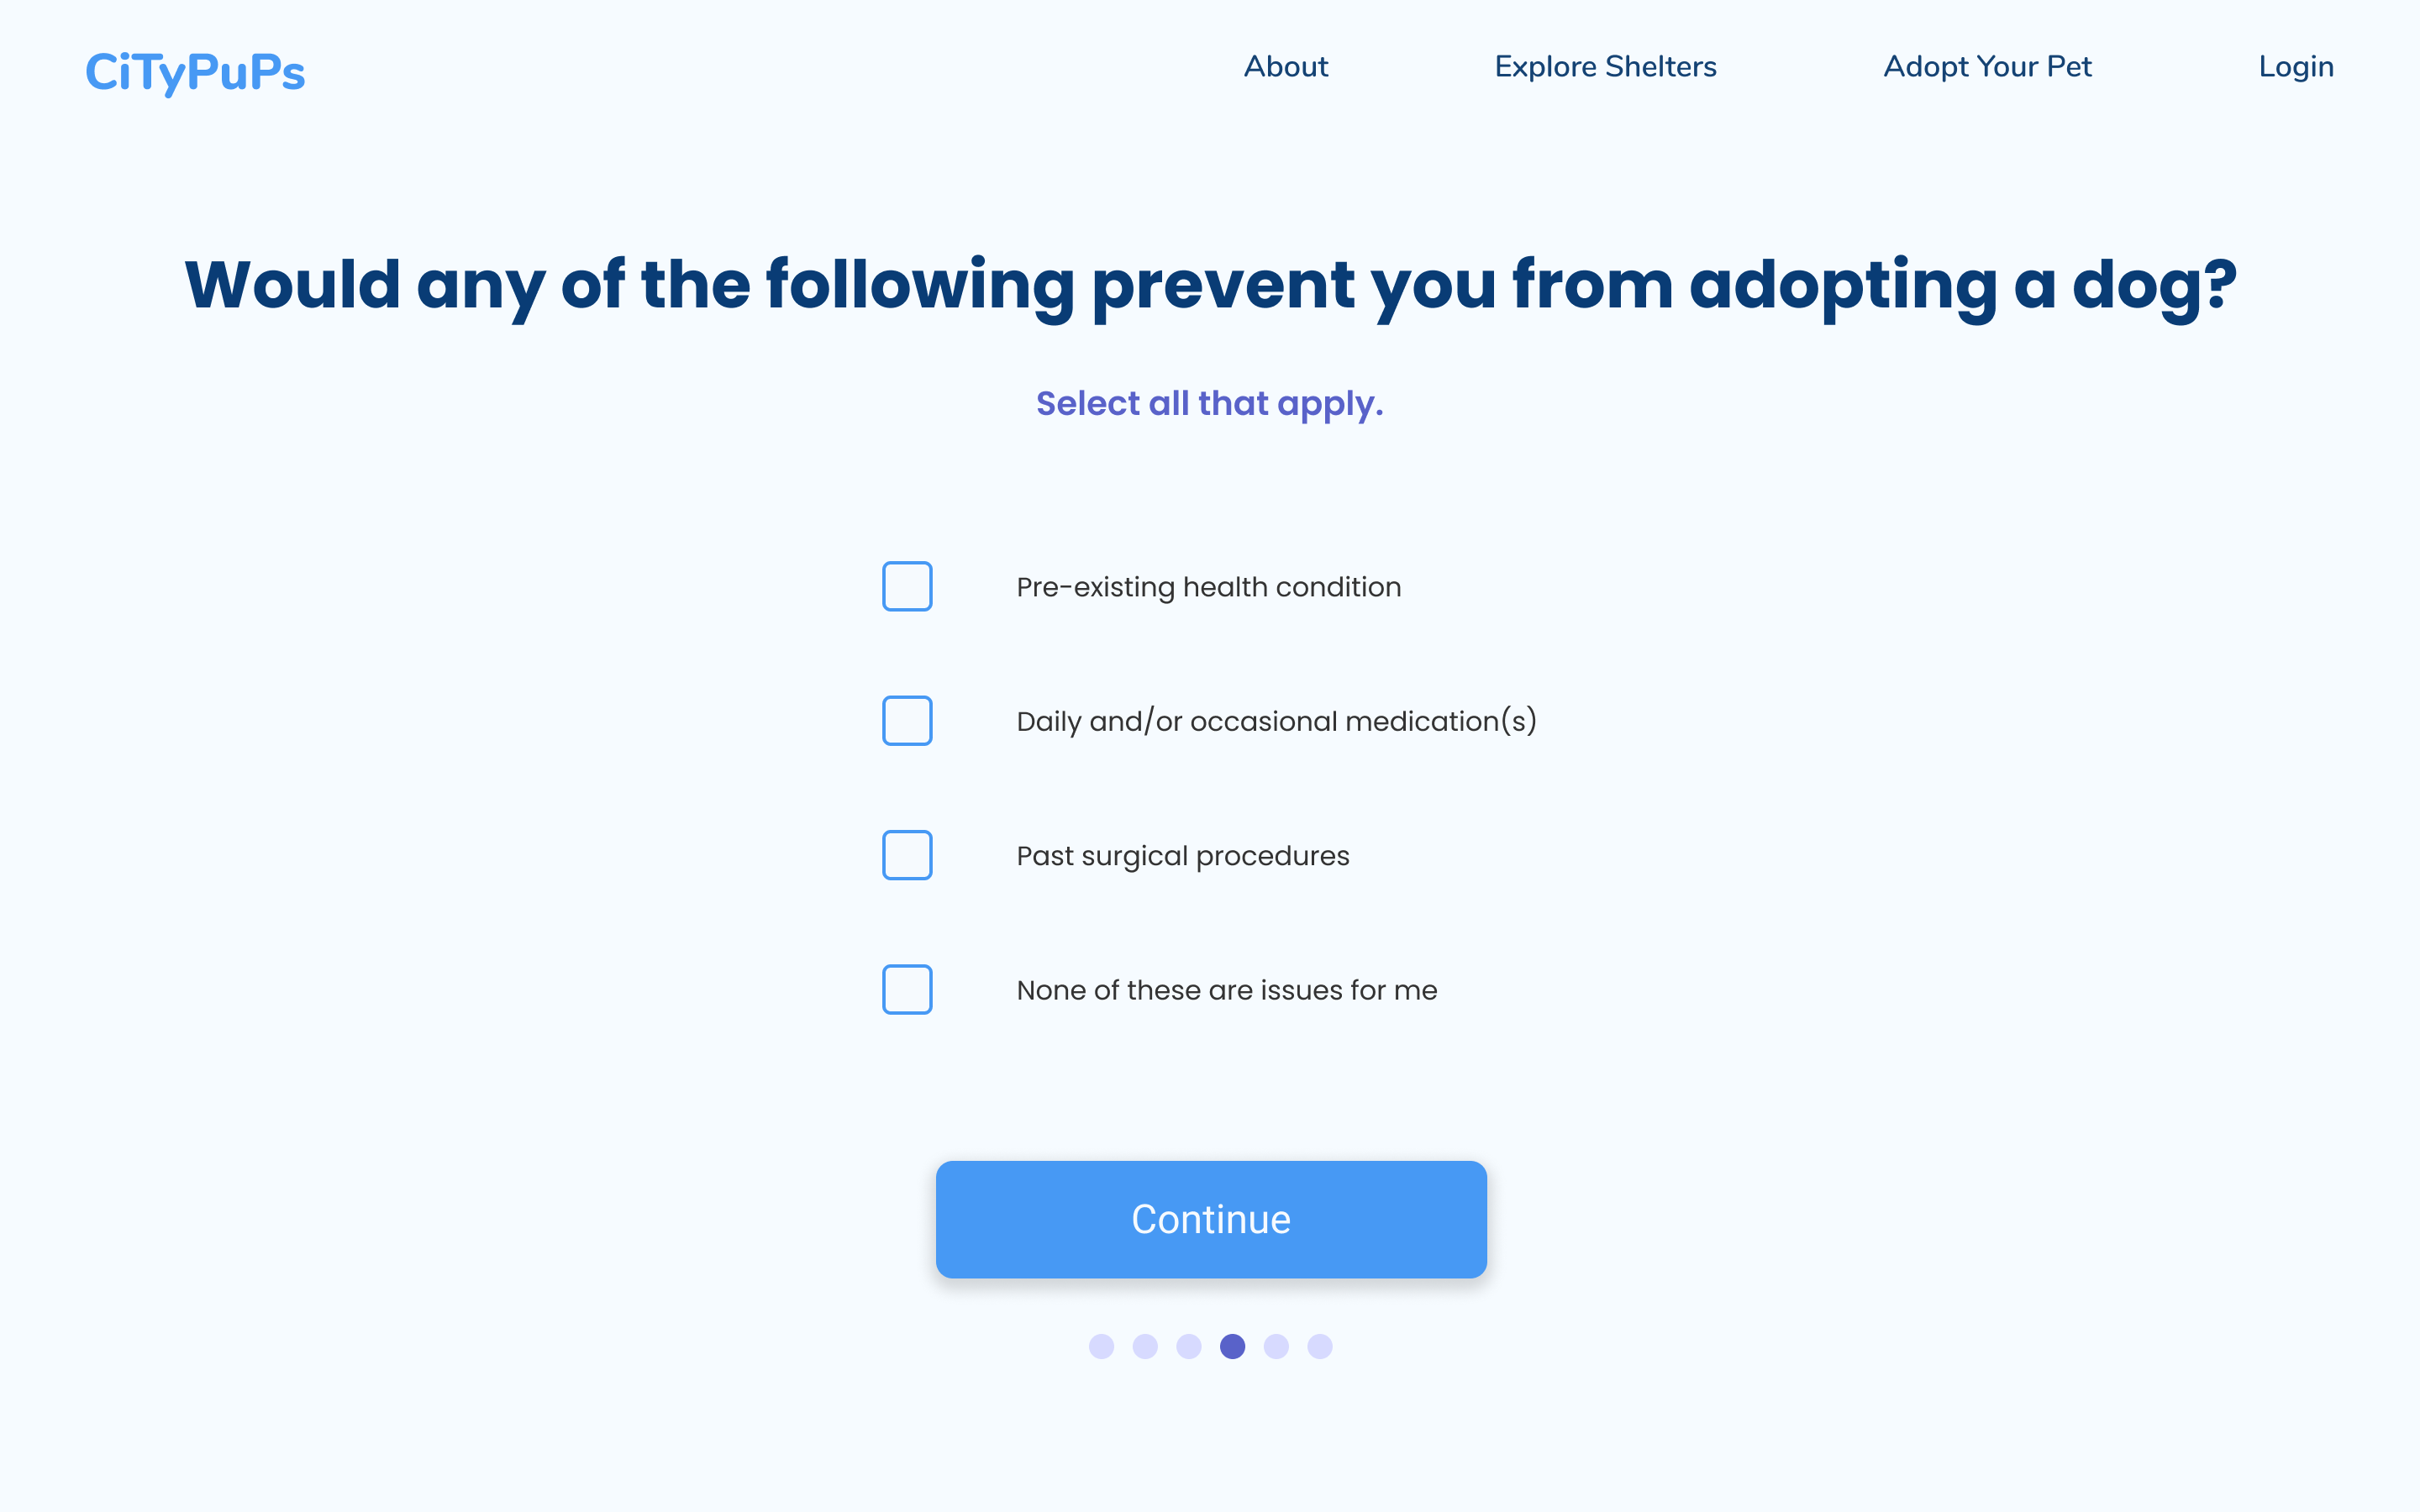 CiTyPuPs
About
Explore Shelters
Adopt Your Pet
Login
Would any of the following prevent you from adopting a dog?
Select all that apply.
Pre-existing health condition
Daily and/or occasional medication(s)
Past surgical procedures
None of these are issues for me
Continue